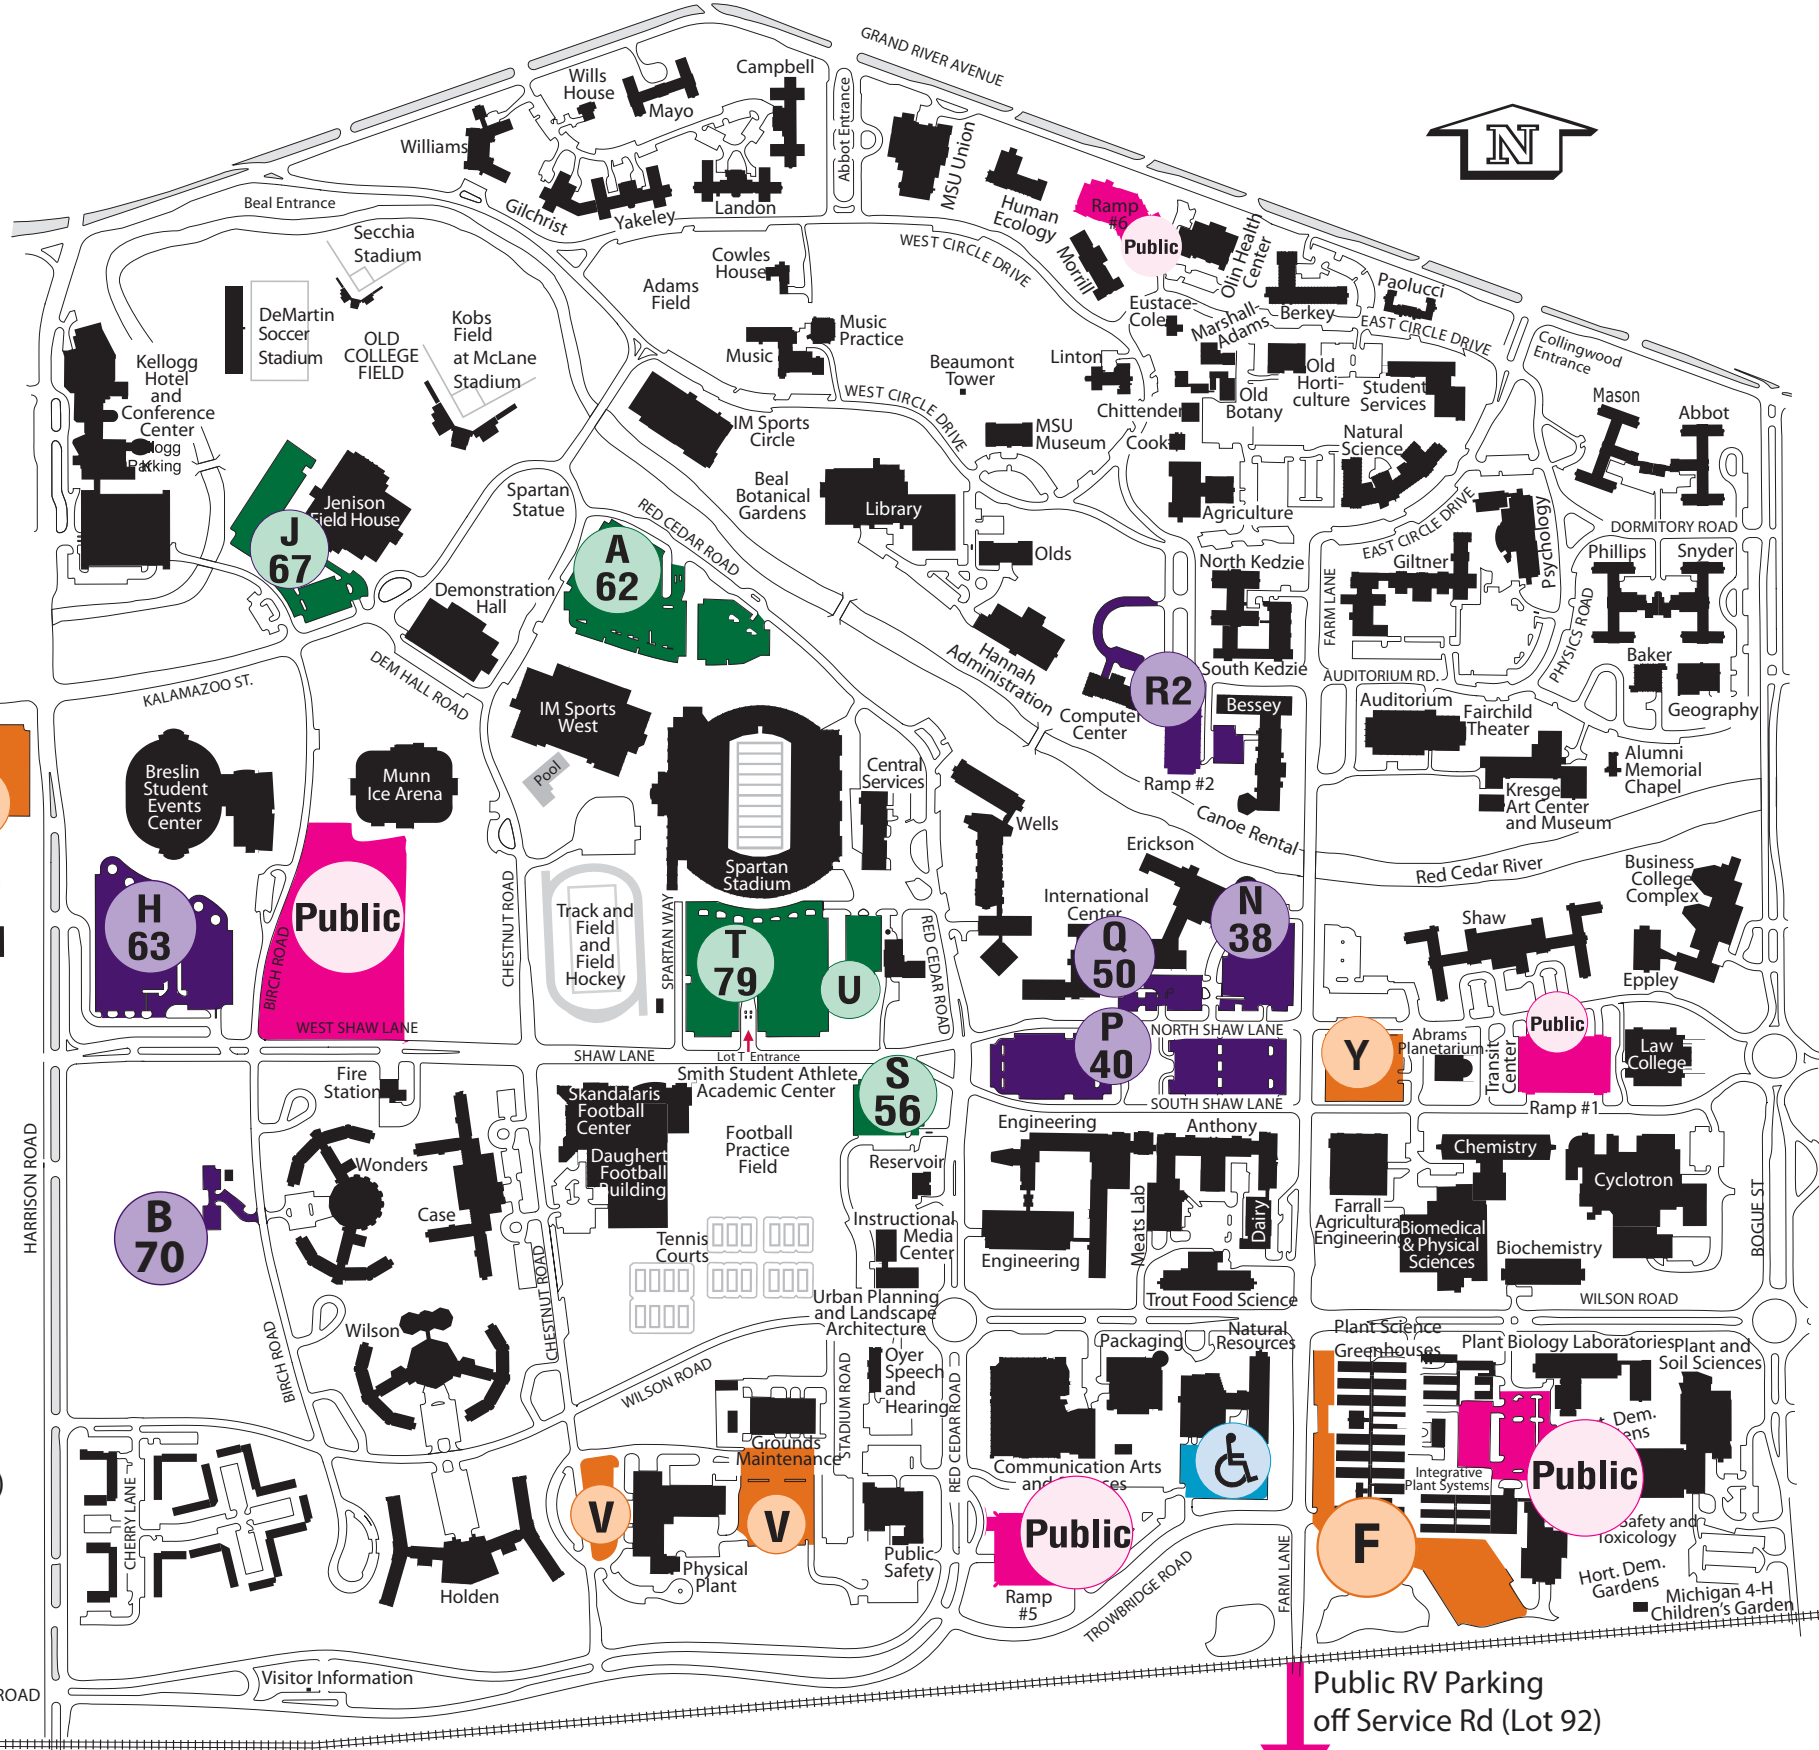 GRAND RIVER AVENUE
Campbell
Wills
House
Mayo
Abbot Entrance
Williams
MSU Union
N
Beal Entrance
Gilchrist
Yakeley
Landon
Human
Ecology
Ramp
#6
Public
Olin Health
Center
Secchia
Stadium
WEST CIRCLE DRIVE
Morrill
Cowles
House
Adams
Field
Paolucci
Berkey
Eustace-
Cole
Marshall-
Adams
EAST CIRCLE DRIVE
Collingwood
Entrance
DeMartin
Soccer
Stadium
OLD
COLLEGE
FIELD
Kobs
Field
at McLane
Stadium
Music
Practice
Music
Beaumont
Tower
Linton
Old
Horti-
culture
Student
Services
Kellogg
Hotel
and
Conference
Center
logg
Parking
WEST CIRCLE DRIVE
Chittenden
Old
Botany
Mason
Abbot
IM Sports
Circle
MSU
Museum
Cook
Natural
Science
Spartan
Statue
Beal
Botanical
Gardens
Library
Agriculture
Jenison
Field House
RED CEDAR ROAD
EAST CIRCLE DRIVE
Psychology
DORMITORY ROAD
J
67
A
62
Olds
North Kedzie
Giltner
Phillips
Snyder
Demonstration
Hall
FARM LANE
PHYSICS ROAD
Hannah
Administration
South Kedzie
Baker
DEM HALL ROAD
KALAMAZOO ST.
R2
AUDITORIUM RD.
Auditorium
Fairchild
Theater
Geography
IM Sports
West
Computer
Center
Bessey
Alumni
Memorial
Chapel
Pool
Breslin
Student
Events
Center
Munn
Ice Arena
Central
Services
Ramp #2
Kresge
Art Center
and Museum
Canoe Rental
Wells
Spartan
Stadium
Erickson
Red Cedar River
Business
College
Complex
H
63
Public
BIRCH ROAD
CHESTNUT ROAD
Track and
Field
and
Field
Hockey
SPARTAN WAY
T
79
U
RED CEDAR ROAD
International
Center
Q
50
N
38
Shaw
Eppley
WEST SHAW LANE
SHAW LANE
Lot T Entrance
P
40
NORTH SHAW LANE
Y
Abrams
Planetarium
Transit
Center
Public
Law
College
Ramp #1
Fire
Station
Smith Student Athlete
Academic Center
S
56
SOUTH SHAW LANE
Skandalaris
Football
Center
Daughert
Football
Building
Football
Practice
Field
Engineering
Anthony
Chemistry
Cyclotron
HARRISON ROAD
Wonders
Case
Reservoir
B
70
Tennis
Courts
Instructional
Media
Center
Engineering
Meats Lab
Dairy
Farrall
Agricultural
Engineering
Biomedical
& Physical
Sciences
Biochemistry
BOGUE ST
CHESTNUT ROAD
Urban Planning
and Landscape
Architecture
Trout Food Science
WILSON ROAD
Wilson
BIRCH ROAD
WILSON ROAD
STADIUM ROAD
Oyer
Speech
and
Hearing
RED CEDAR ROAD
Packaging
Natural
Resources
Plant Science
Greenhouses
Plant Biology Laboratories
Plant and
Soil Sciences
Grounds
Maintenance
Communication Arts
Dem.
Integrative
Plant Systems
Public
CHERRY LANE
V
V
Public
F
Safety and
Toxicology
Physical
Plant
Public
Safety
Holden
Ramp
#5
TROWBRIDGE ROAD
FARM LANE
Hort. Dem.
Gardens
Michigan 4-H
Children's Garden
Visitor Information
ROAD
Public RV Parking
off Service Rd (Lot 92)